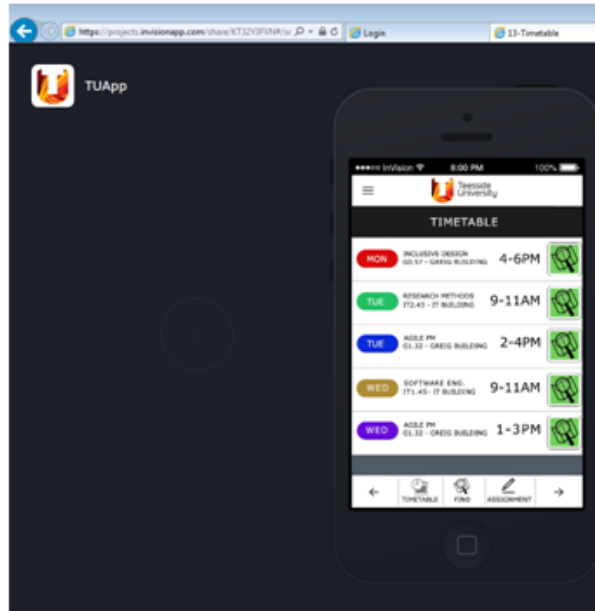 https://projects.invisionapp.com/share/KT32Y3FVN#/sc
Login
13-Timetable
TUApp
InVision 8:00 PM 100%
Teesside
University
TIMETABLE
MON INCLUSIVE DESIGN 4-6PM
G0.57 - GREIG BUILDING
TUE RESEARCH METHODS 9-11AM
IT2.43 - IT BUILDING
TUE AGILE PM 2-4PM
G1.32 - GREIG BUILDING
WED SOFTWARE ENG. 9-11AM
IT1.45 - IT BUILDING
WED AGILE PM 1-3PM
G1.32 - GREIG BUILDING
TIMETABLE FIND ASSIGNMENT